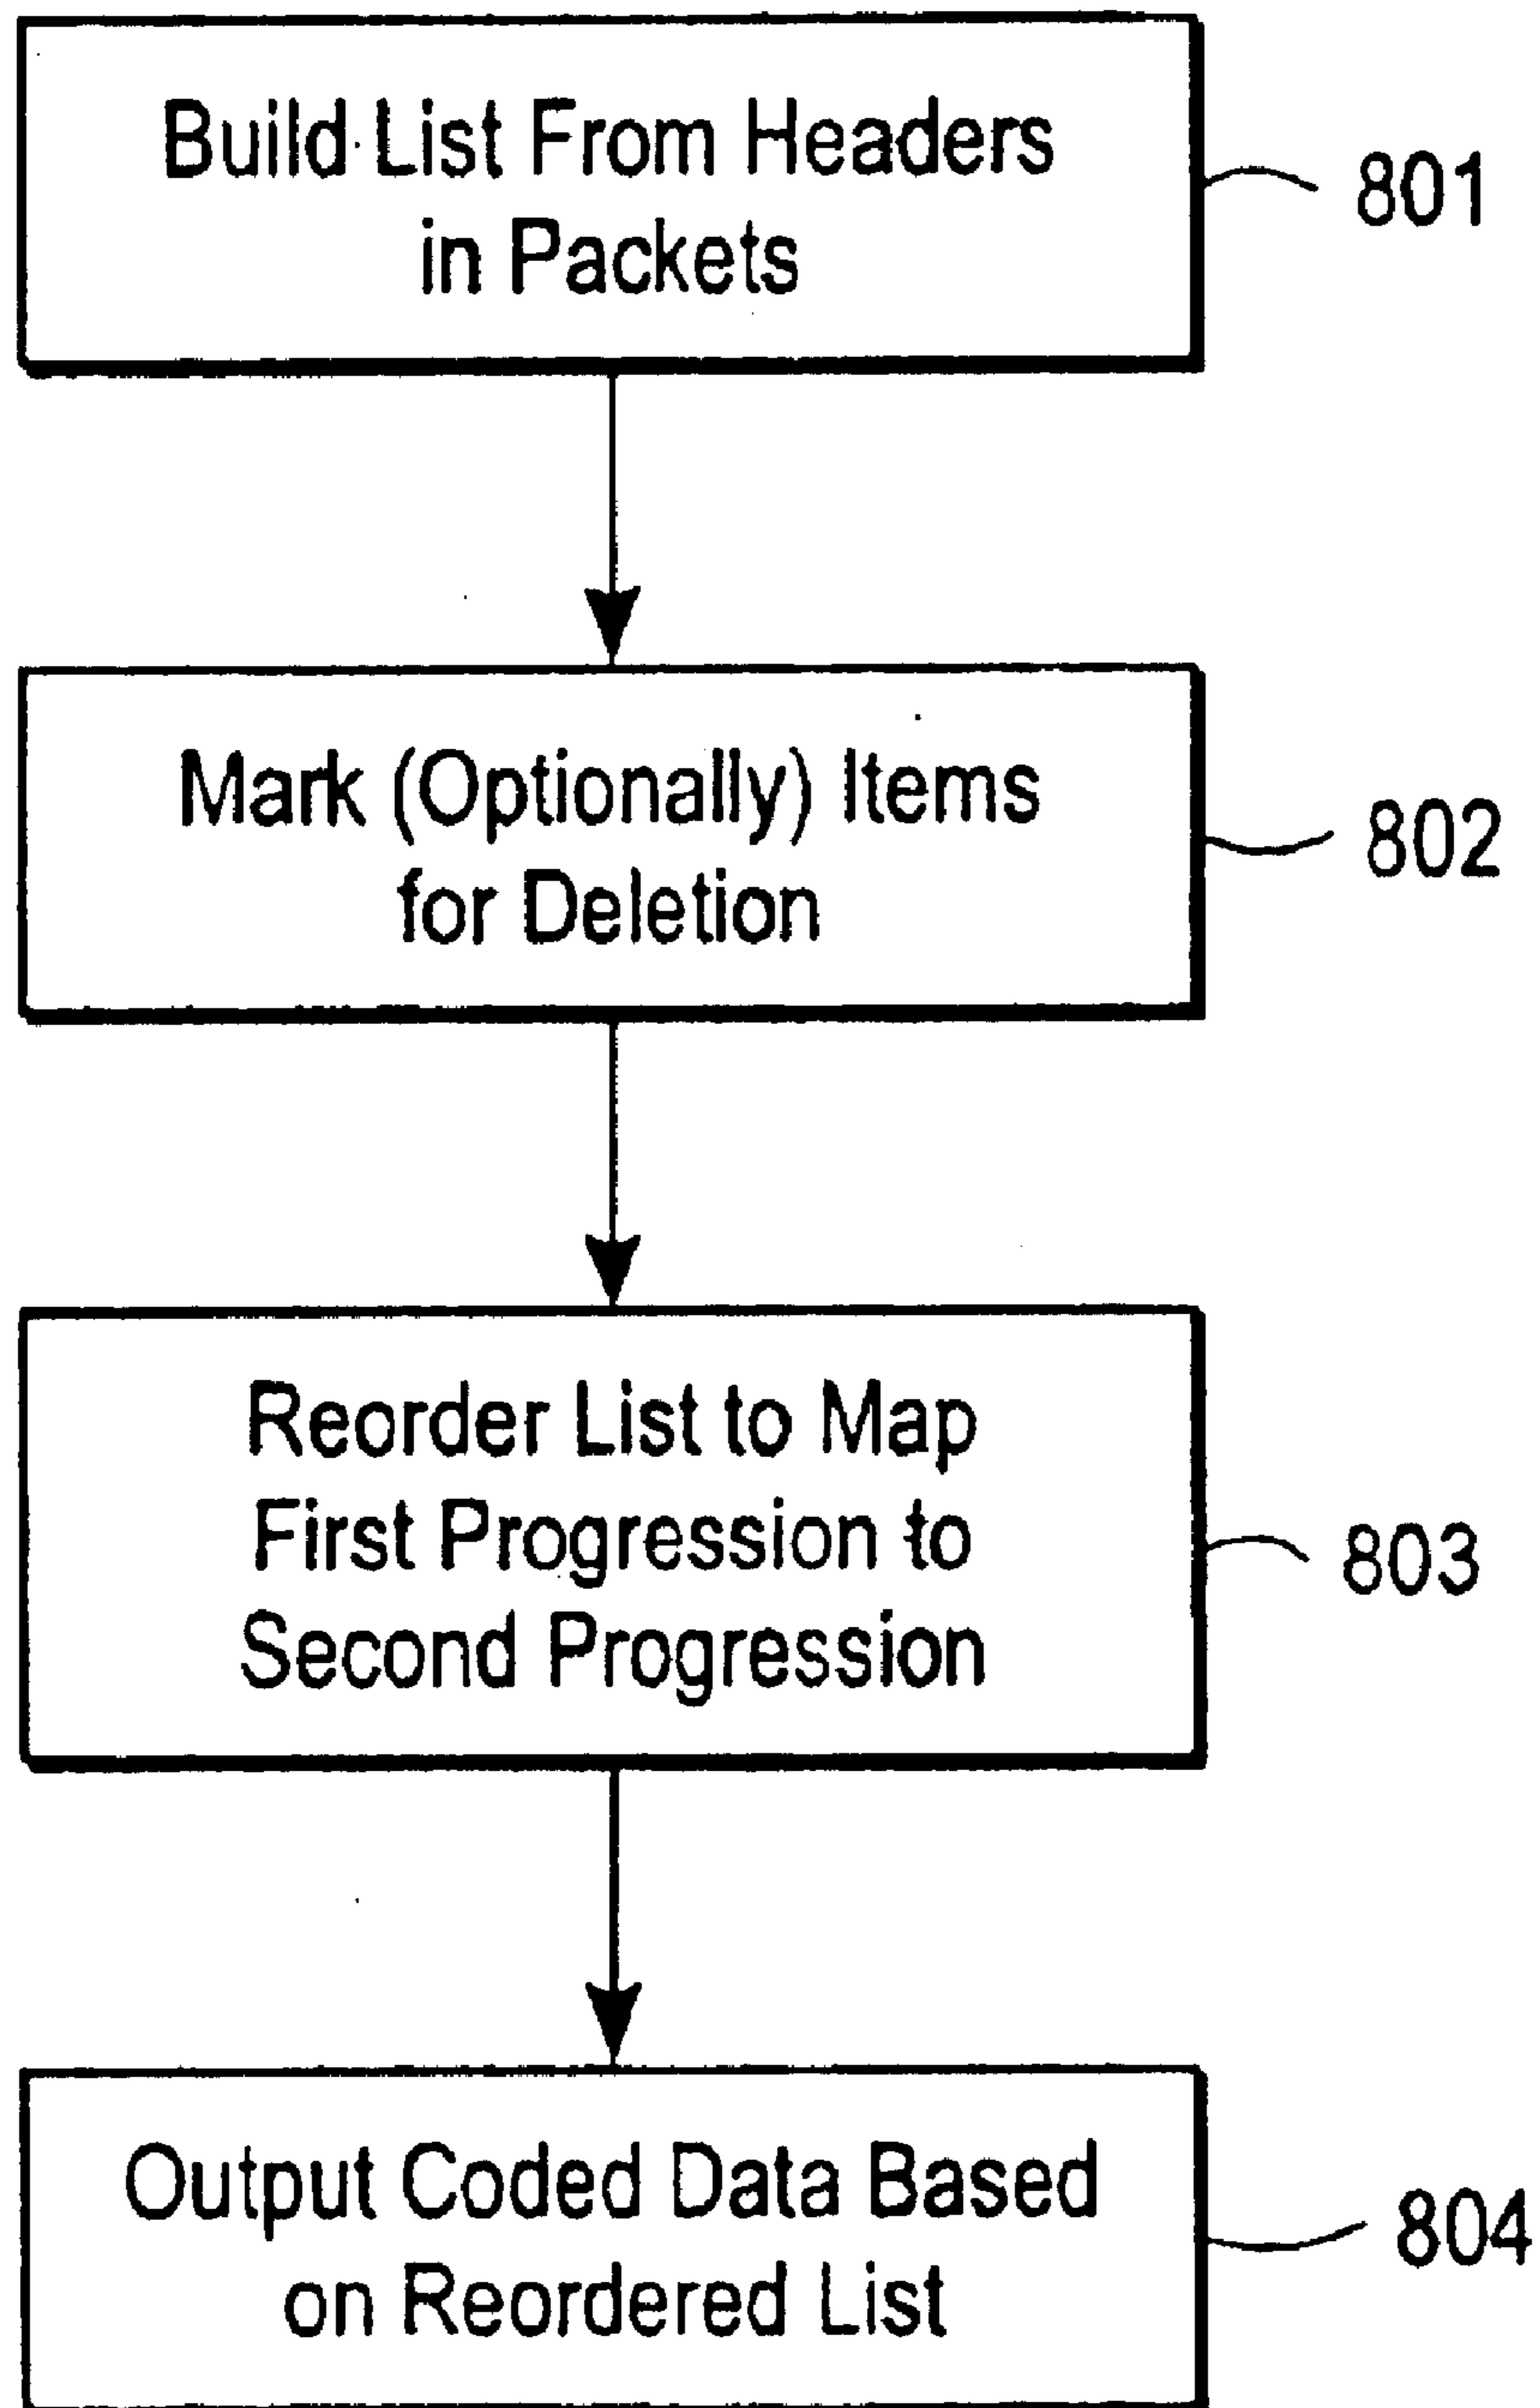 Build List From Headers
in Packets
801
Mark (Optionally) Items
for Deletion
802
Reorder List to Map
First Progression to
Second Progression
803
Output Coded Data Based
on Reordered List
804